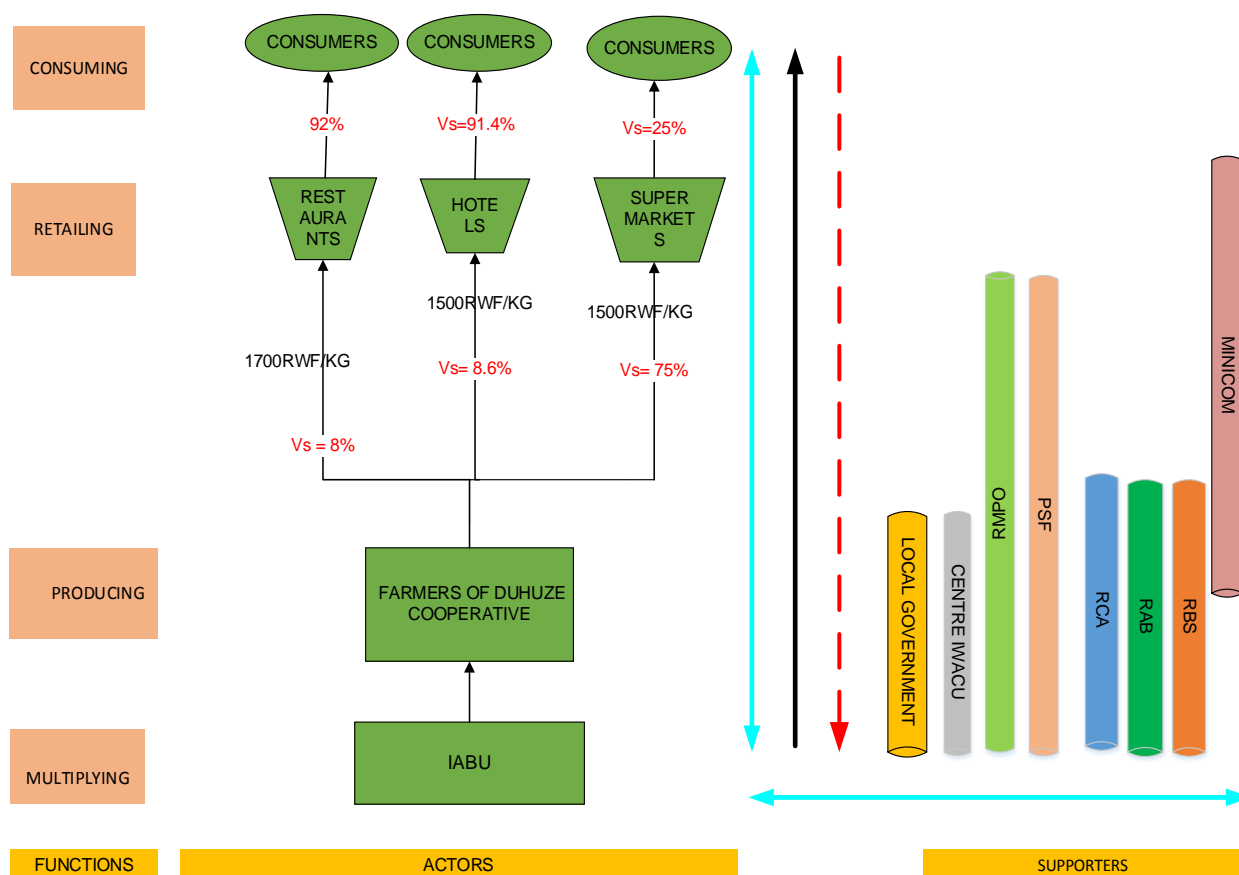 CONSUMING
CONSUMERS
CONSUMERS
CONSUMERS
92%
Vs=91.4%
Vs=25%
RETAILING
REST
AURA
NTS
HOTE
LS
SUPER
MARKET
S
1700RWF/KG
1500RWF/KG
1500RWF/KG
Vs = 8%
Vs= 8.6%
Vs= 75%
PRODUCING
FARMERS OF DUHUZE
COOPERATIVE
MULTIPLYING
IABU
LOCAL GOVERNMENT
CENTRE IWACU
RMPO
PSF
RCA
RAB
RBS
MINICOM
FUNCTIONS
ACTORS
SUPPORTERS